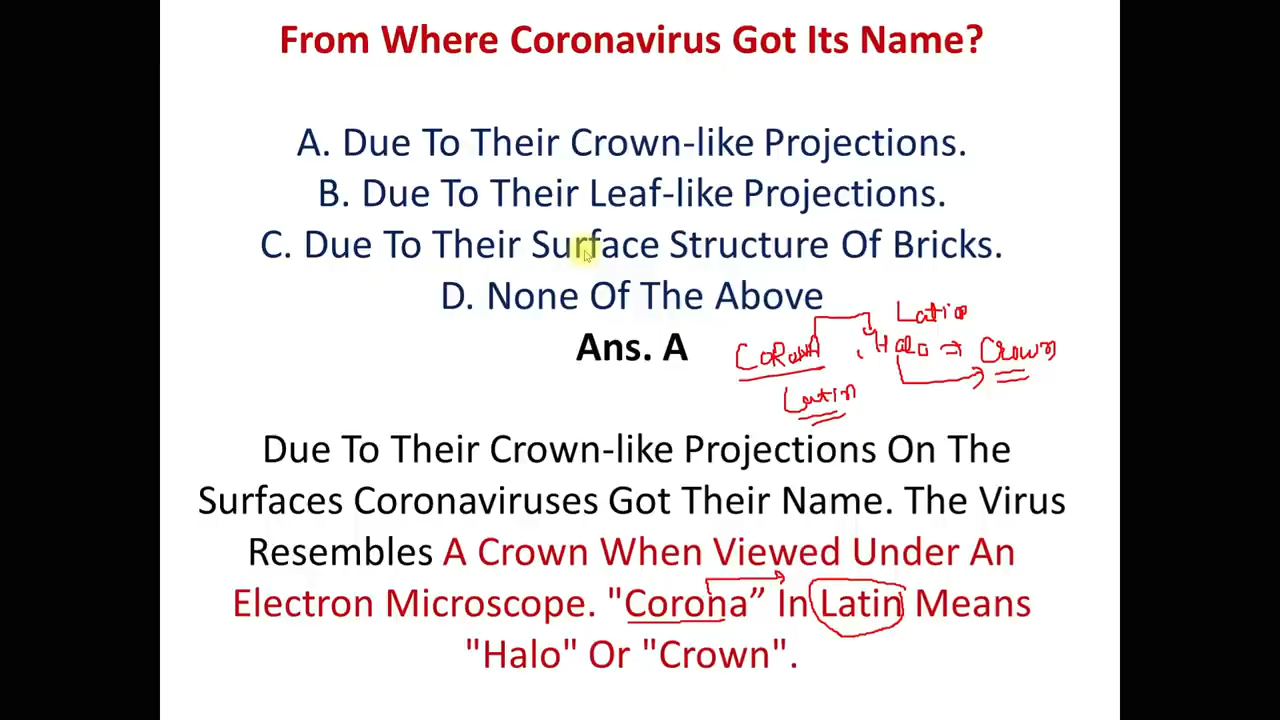 From Where Coronavirus Got Its Name?
A. Due To Their Crown-like Projections.
B. Due To Their Leaf-like Projections.
C. Due To Their Surface Structure Of Bricks.
D. None Of The Above
Latin
Ans. A
CoRonA , Halo ⇒ Crown
Latin
Due To Their Crown-like Projections On The
Surfaces Coronaviruses Got Their Name. The Virus
Resembles A Crown When Viewed Under An
Electron Microscope. "Corona” In Latin Means
"Halo" Or "Crown".